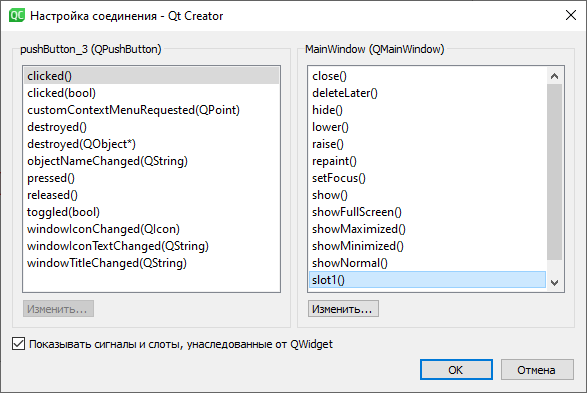 QC Настройка соединения - Qt Creator
pushButton_3 (QPushButton)
clicked()
clicked(bool)
customContextMenuRequested(QPoint)
destroyed()
destroyed(QObject*)
objectNameChanged(QString)
pressed()
released()
toggled(bool)
windowIconChanged(QIcon)
windowIconTextChanged(QString)
windowTitleChanged(QString)
Изменить...
MainWindow (QMainWindow)
close()
deleteLater()
hide()
lower()
raise()
repaint()
setFocus()
show()
showFullScreen()
showMaximized()
showMinimized()
showNormal()
slot1()
Изменить...
Показывать сигналы и слоты, унаследованные от QWidget
OK
Отмена